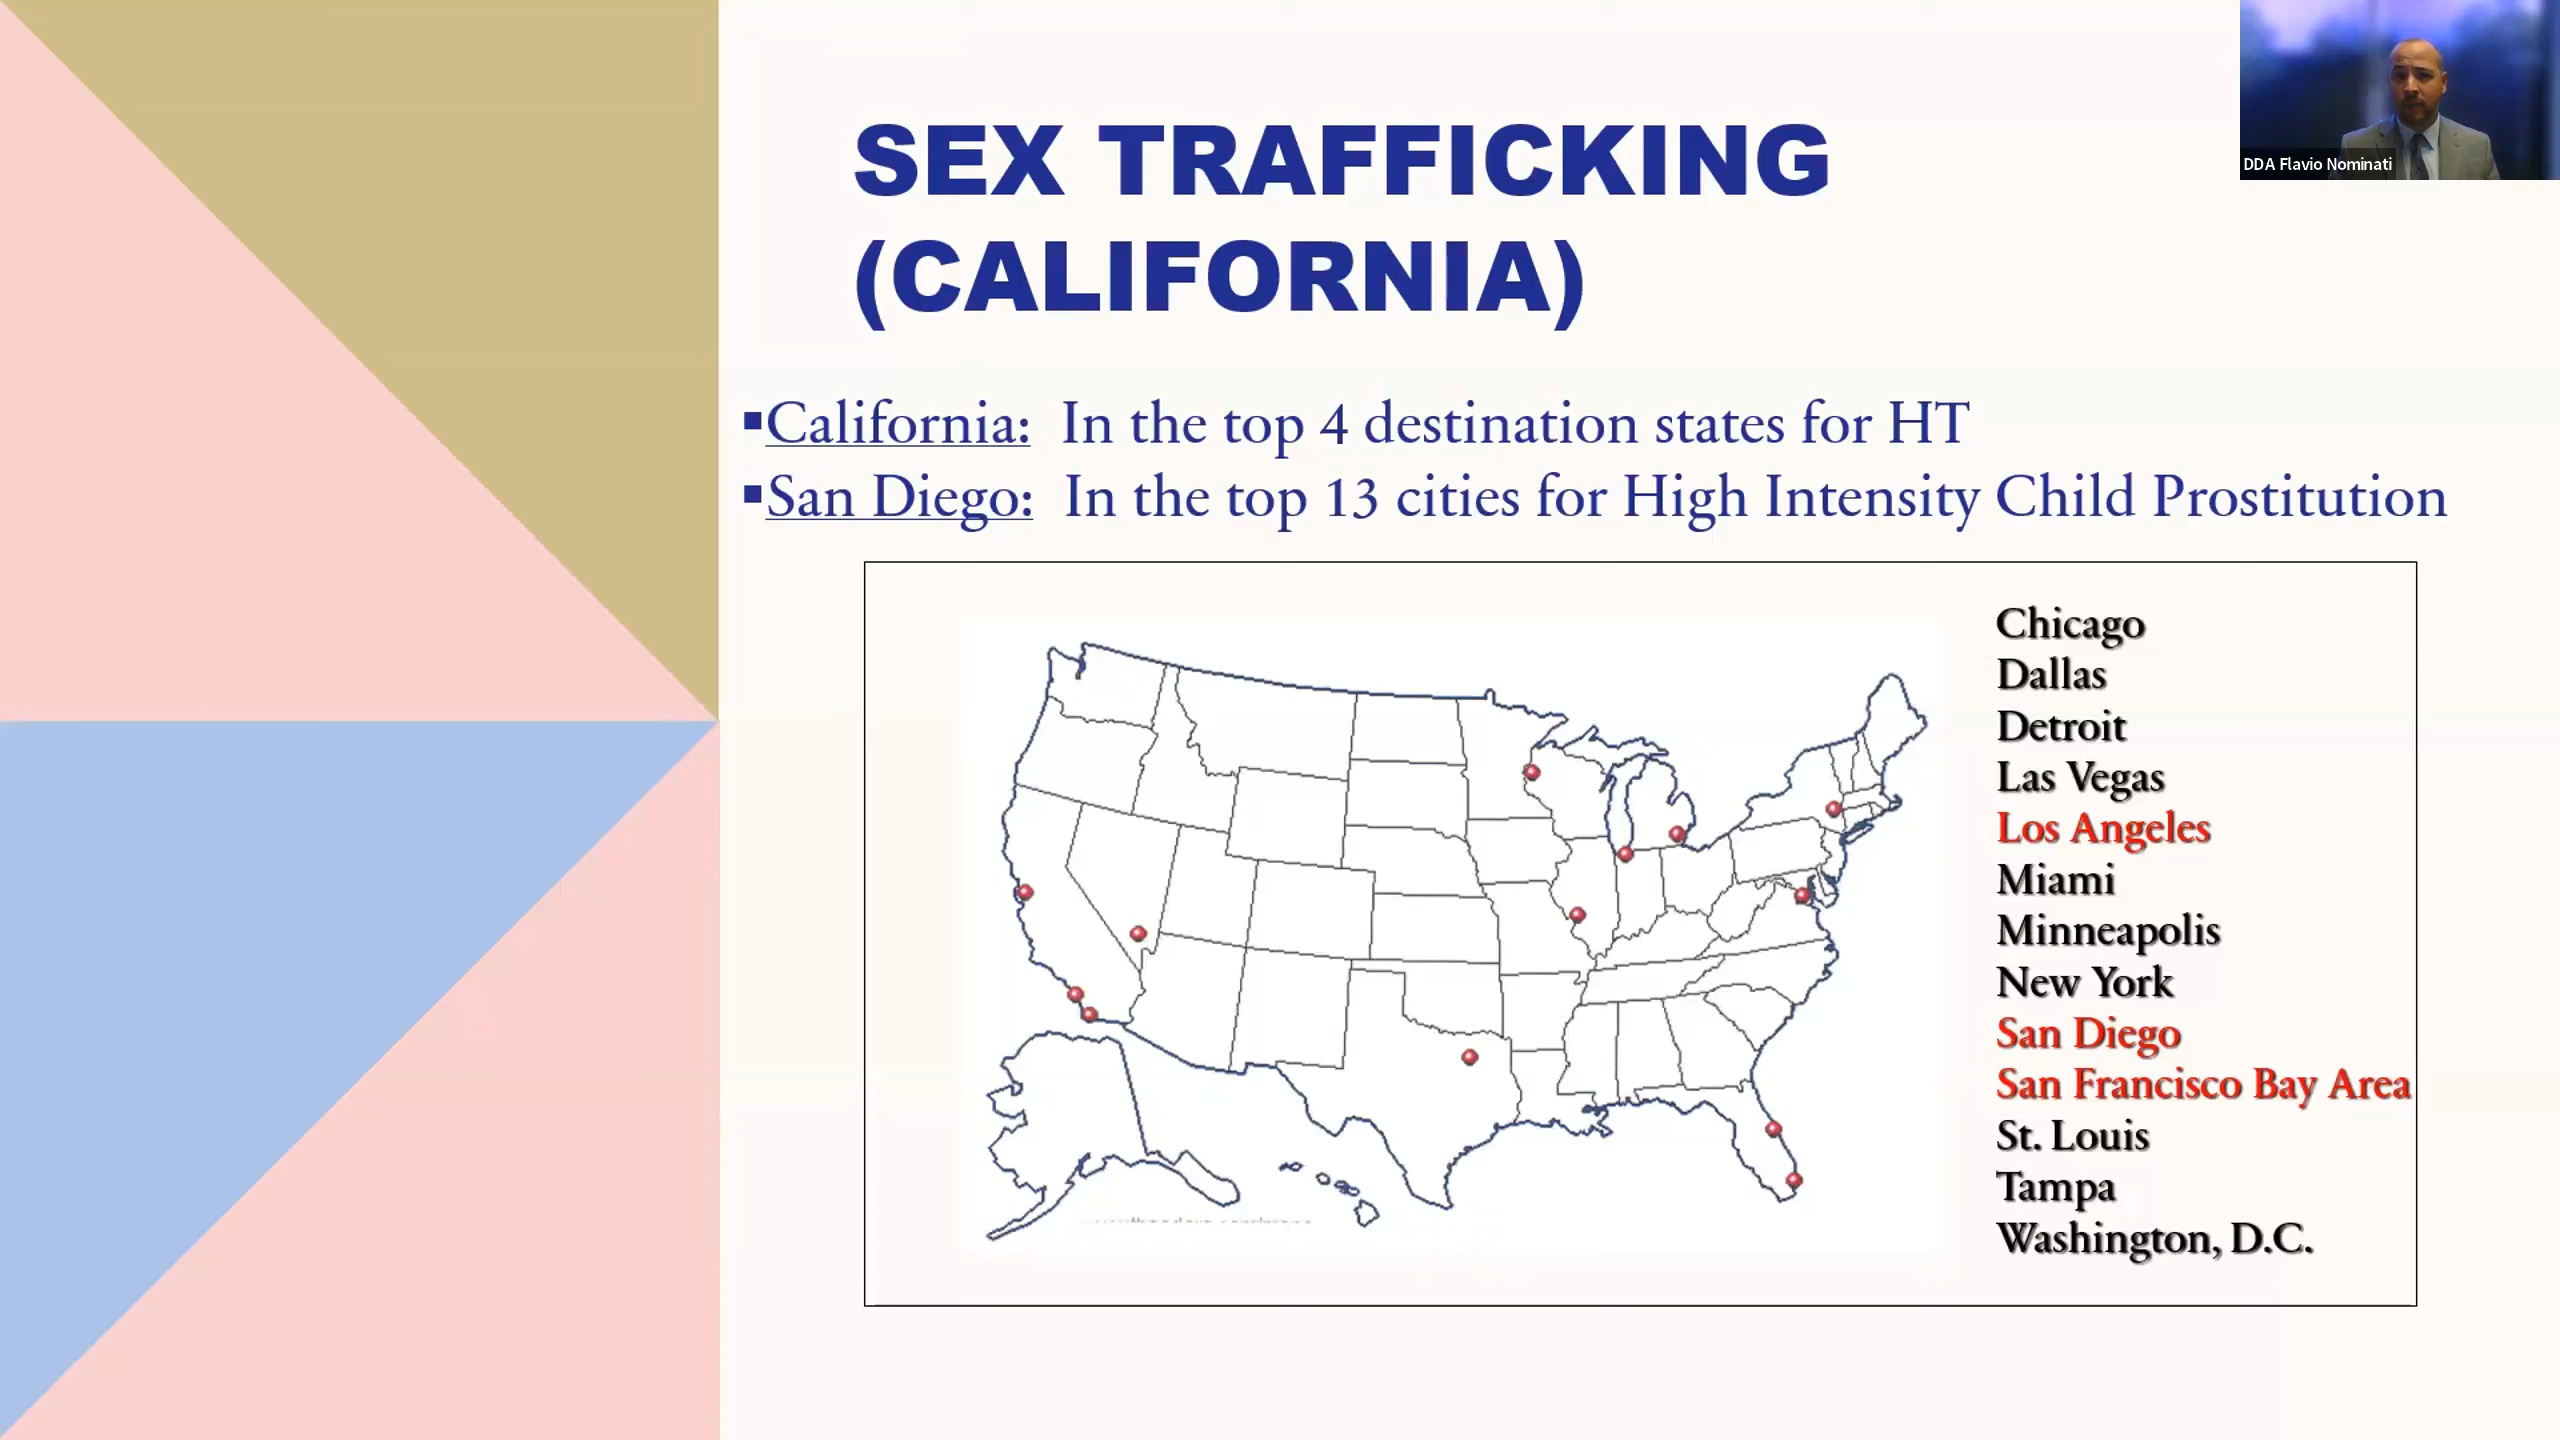 SEX TRAFFICKING
(CALIFORNIA)
▪California: In the top 4 destination states for HT
▪San Diego: In the top 13 cities for High Intensity Child Prostitution
Chicago
Dallas
Detroit
Las Vegas
Los Angeles
Miami
Minneapolis
New York
San Diego
San Francisco Bay Area
St. Louis
Tampa
Washington, D.C.
DDA Flavio Nominati